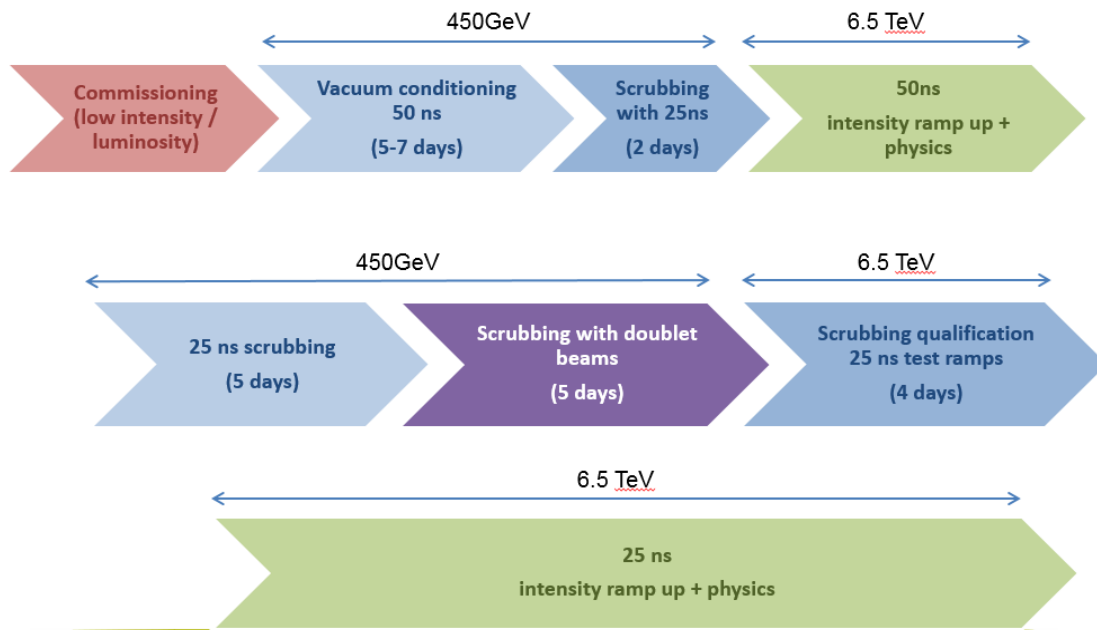 450GeV
6.5 TeV
Commissioning
(low intensity /
luminosity)
Vacuum conditioning
50 ns
(5-7 days)
Scrubbing
with 25ns
(2 days)
50ns
intensity ramp up +
physics
450GeV
6.5 TeV
25 ns scrubbing
(5 days)
Scrubbing with doublet
beams
(5 days)
Scrubbing qualification
25 ns test ramps
(4 days)
6.5 TeV
25 ns
intensity ramp up + physics